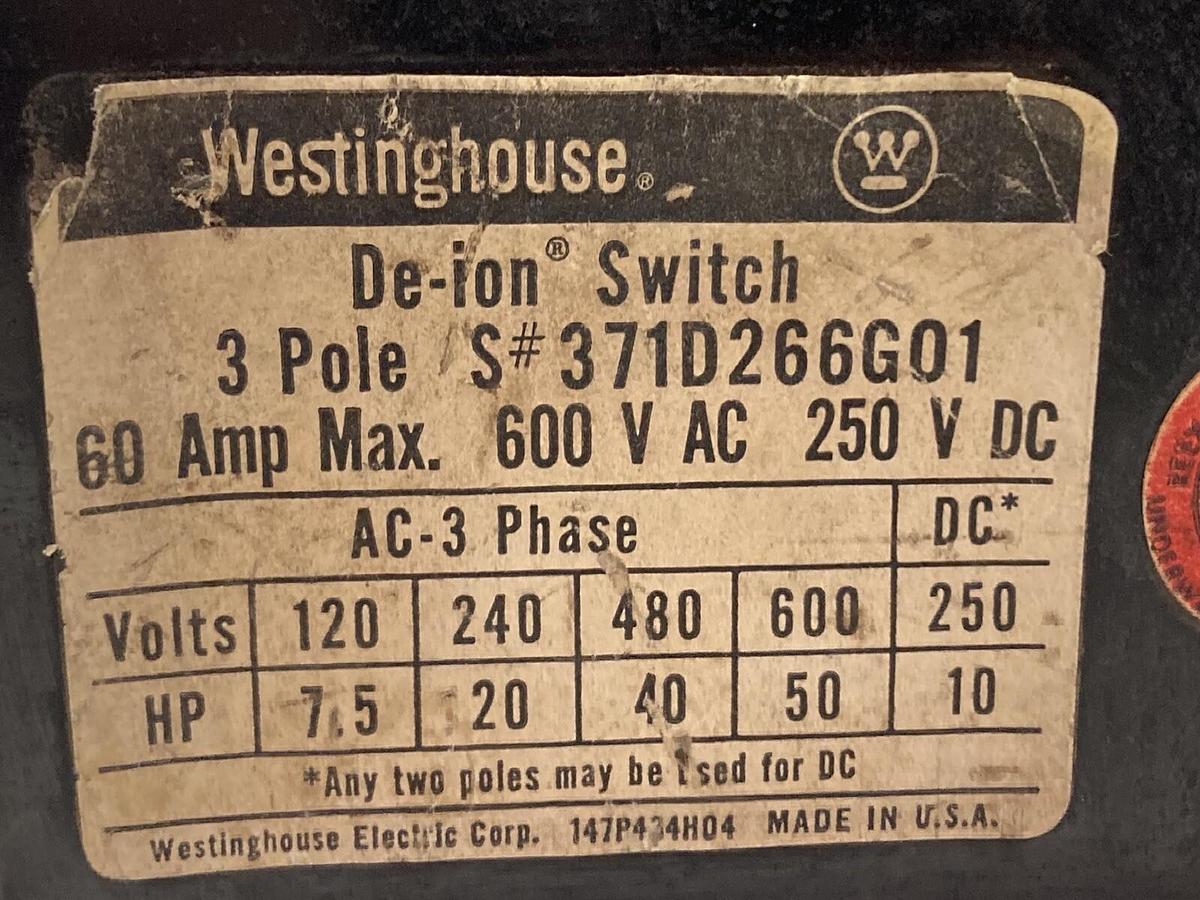 Westinghouse®
W
De-ion® Switch
3 Pole S# 371D266G01
60 Amp Max. 600 V AC 250 V DC
AC-3 Phase DC*
Volts 120 240 480 600 250
HP 7.5 20 40 50 10
*Any two poles may be used for DC
Westinghouse Electric Corp. MADE IN U.S.A.